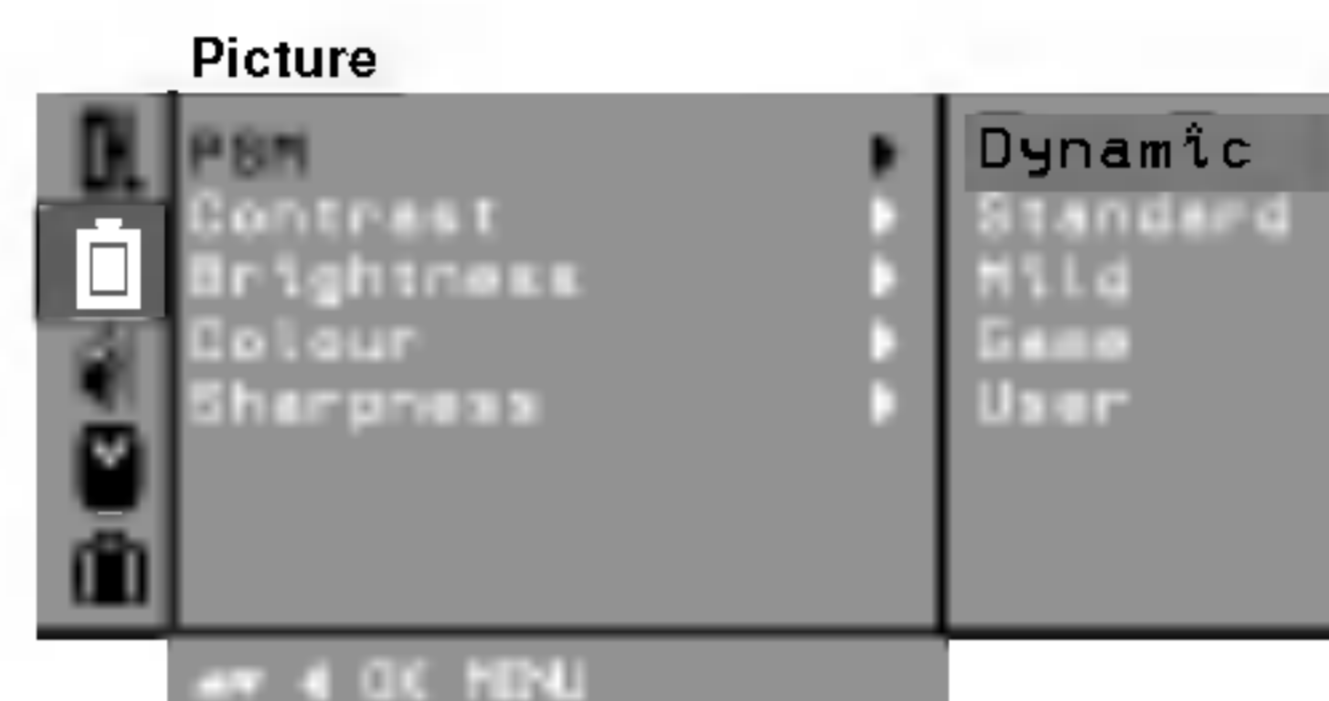 Picture
PSM
Contrast
Brightness
Colour
Sharpness
Dynamic
Standard
Mild
Game
User
OK MENU